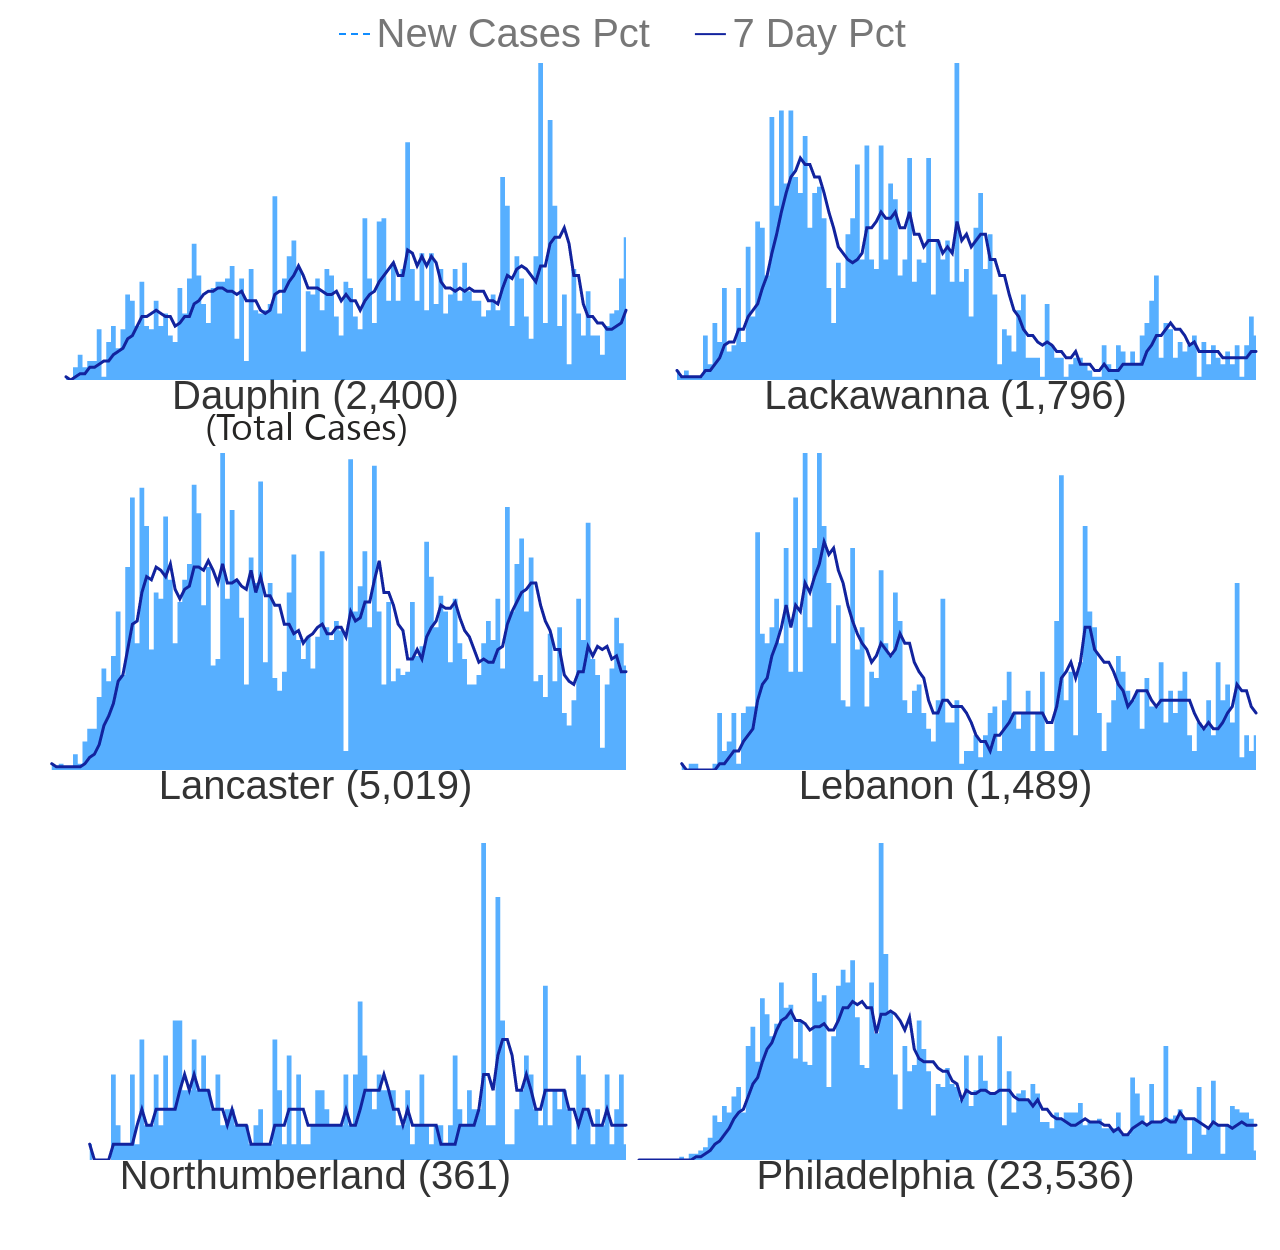 New Cases Pct 7 Day Pct
Dauphin (2,400) Lackawanna (1,796)
(Total Cases)
Lancaster (5,019) Lebanon (1,489)
Northumberland (361) Philadelphia (23,536)